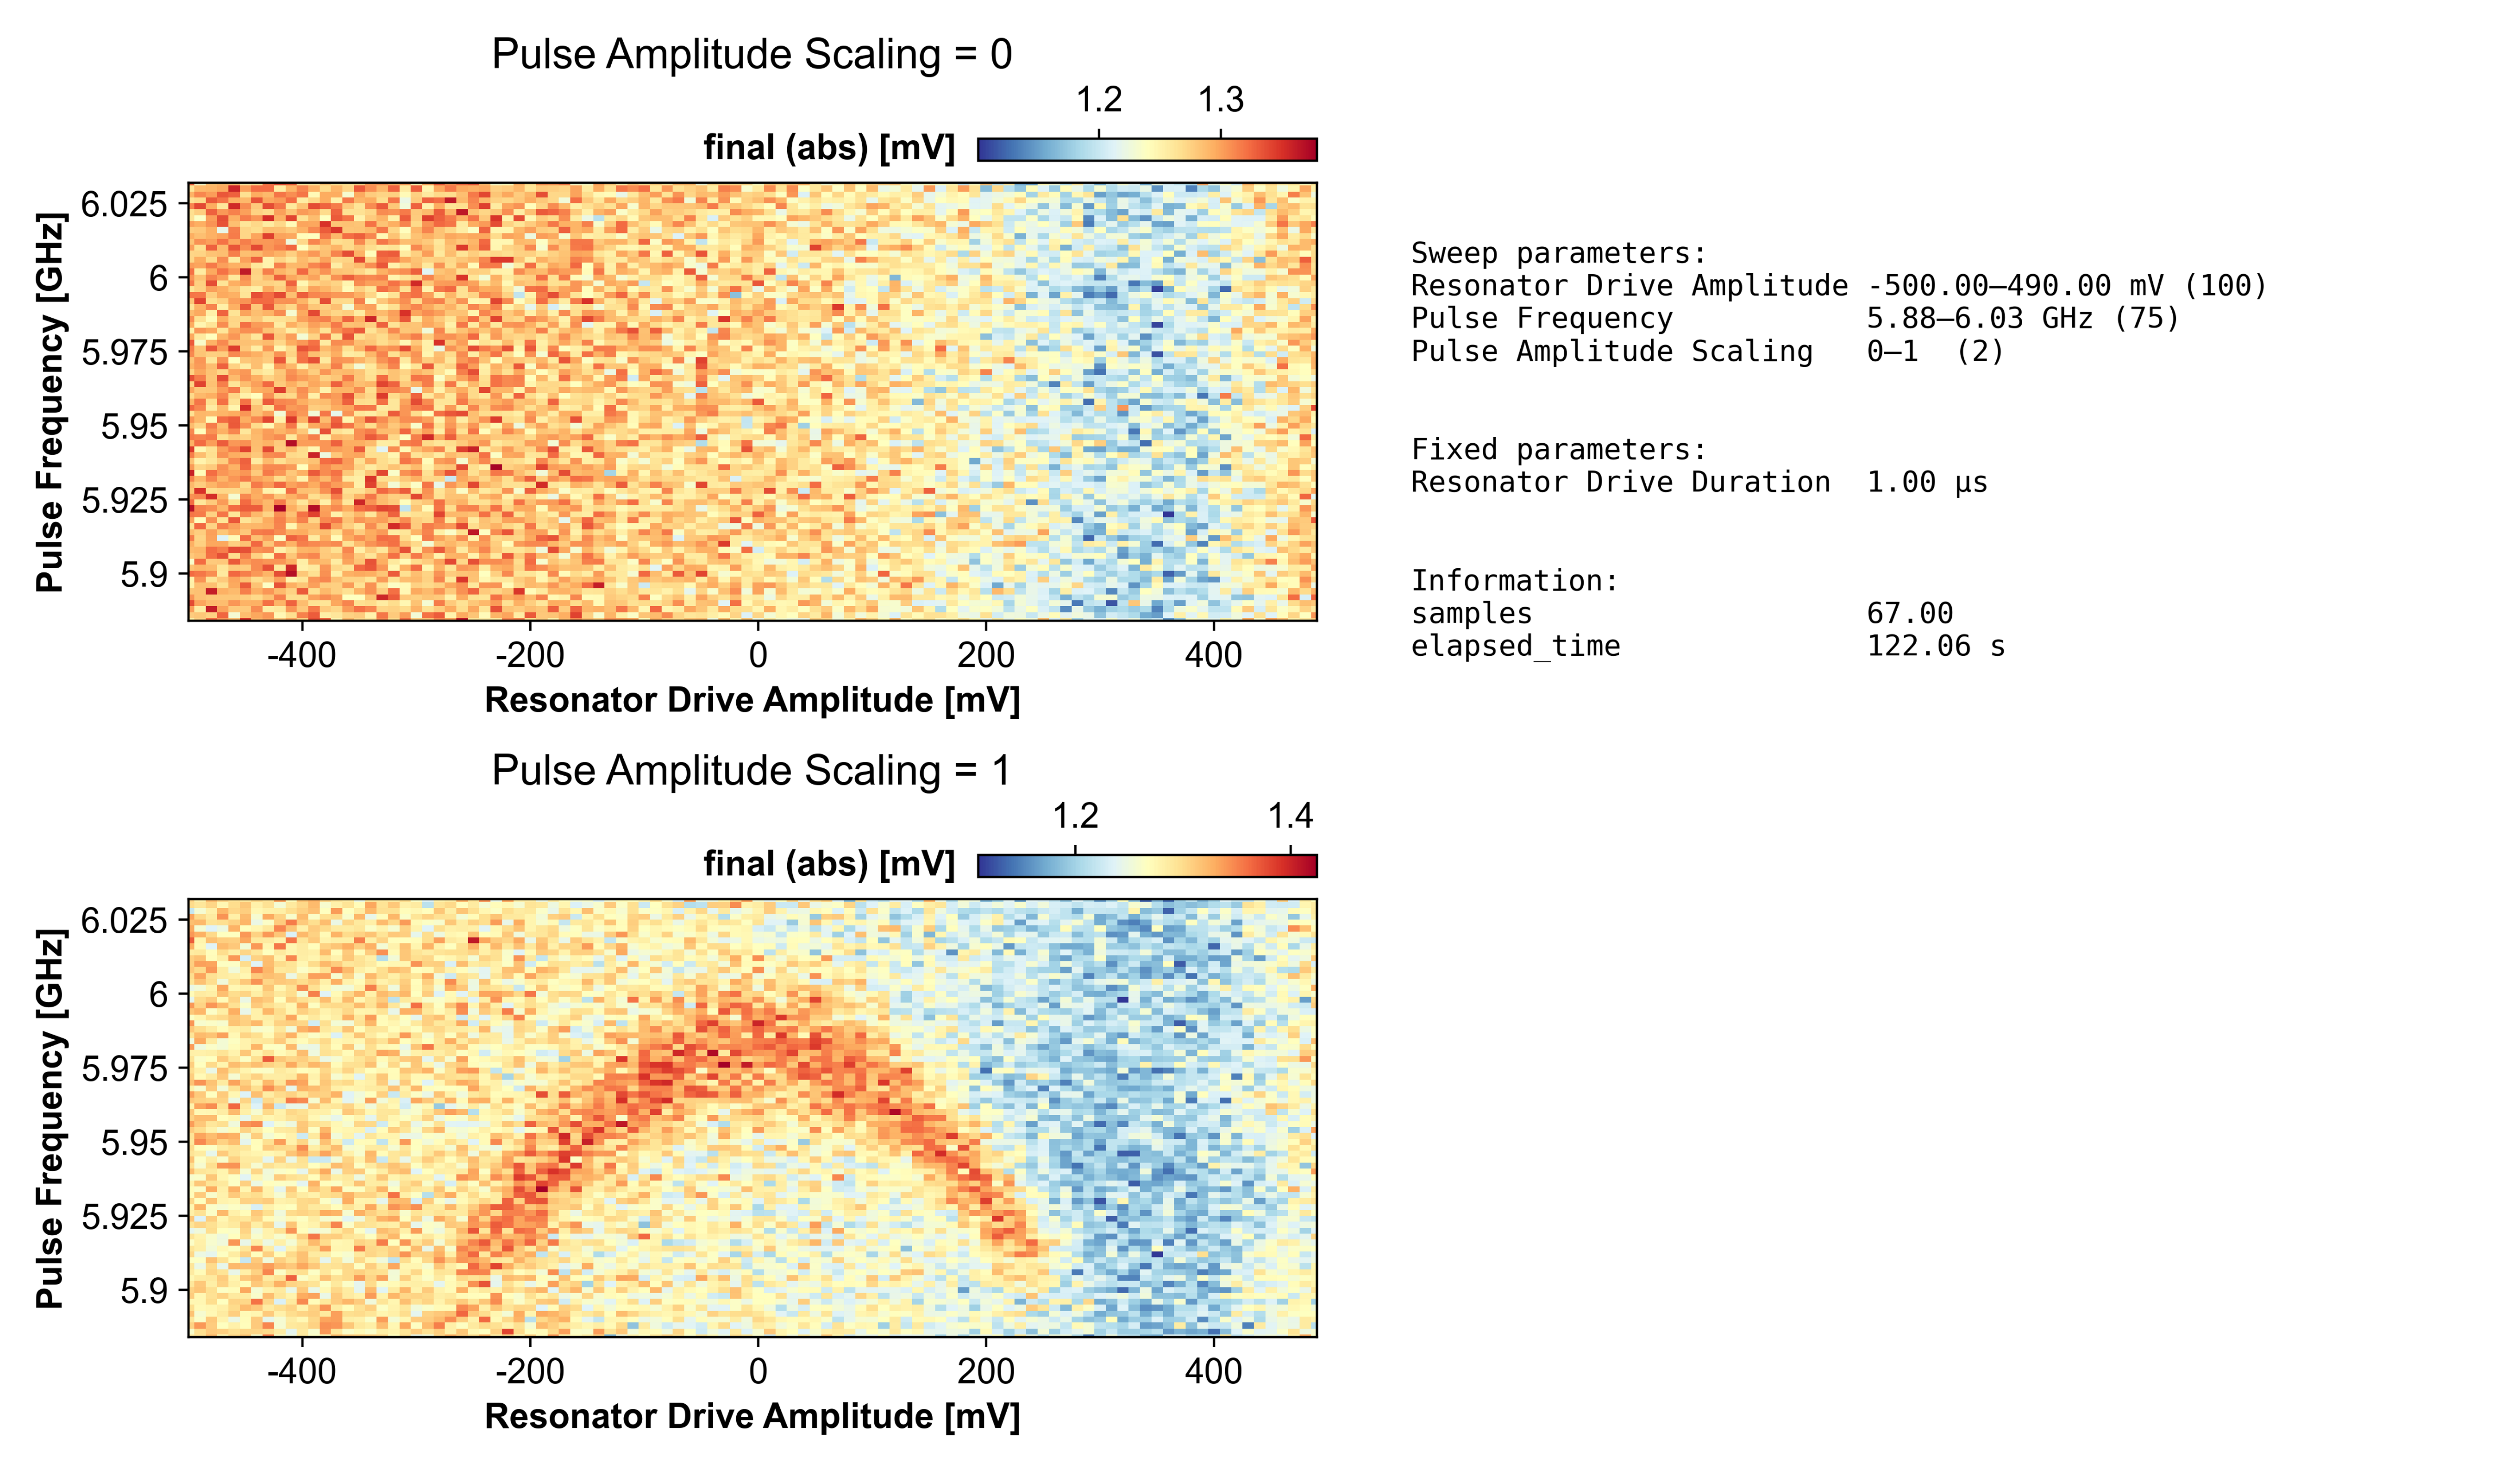 Pulse Amplitude Scaling = 0
1.2 1.3
final (abs) [mV]
6.025
6
5.975
5.95
5.925
5.9
Pulse Frequency [GHz]
-400 -200 0 200 400
Resonator Drive Amplitude [mV]
Sweep parameters:
Resonator Drive Amplitude -500.00–490.00 mV (100)
Pulse Frequency 5.88–6.03 GHz (75)
Pulse Amplitude Scaling 0–1 (2)
Fixed parameters:
Resonator Drive Duration 1.00 µs
Information:
samples 67.00
elapsed_time 122.06 s
Pulse Amplitude Scaling = 1
1.2 1.4
final (abs) [mV]
6.025
6
5.975
5.95
5.925
5.9
Pulse Frequency [GHz]
-400 -200 0 200 400
Resonator Drive Amplitude [mV]